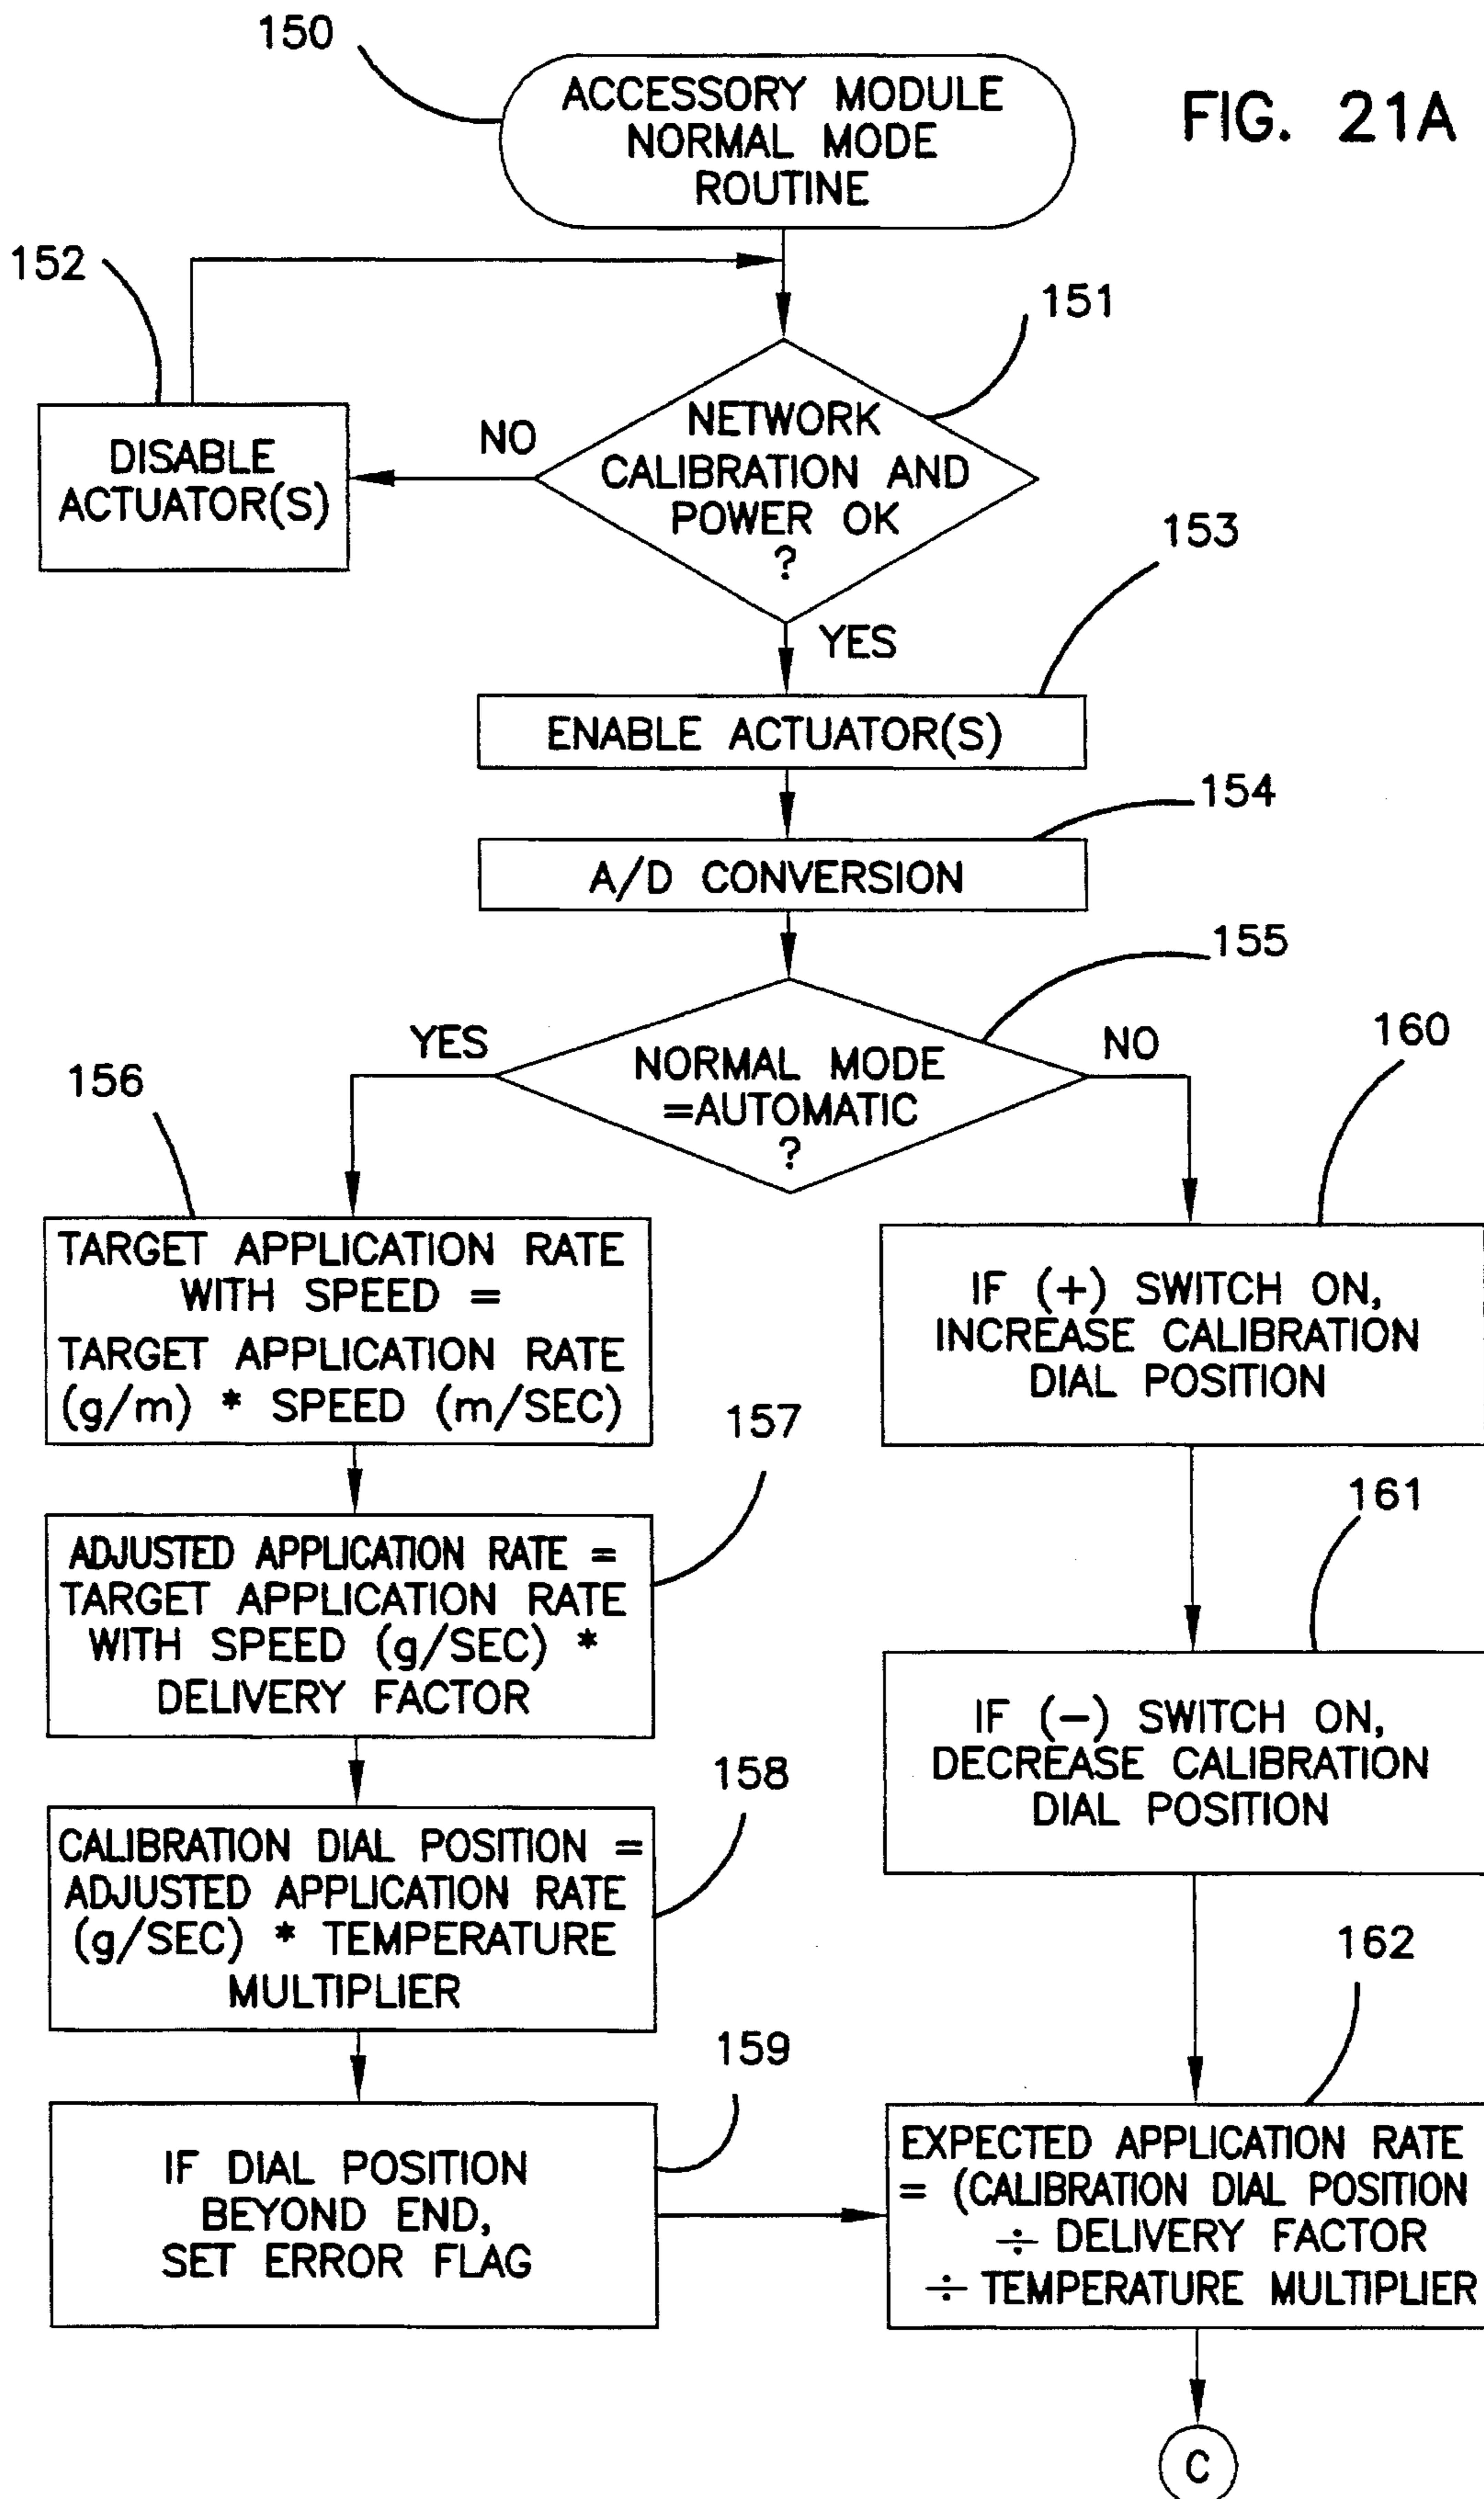 150
ACCESSORY MODULE
NORMAL MODE
ROUTINE
FIG. 21A
152
151
DISABLE
ACTUATOR(S)
NO
NETWORK
CALIBRATION AND
POWER OK
?
153
YES
ENABLE ACTUATOR(S)
154
A/D CONVERSION
155
YES
NORMAL MODE
=AUTOMATIC
?
NO
160
156
TARGET APPLICATION RATE
WITH SPEED =
TARGET APPLICATION RATE
(g/m) * SPEED (m/SEC)
IF (+) SWITCH ON,
INCREASE CALIBRATION
DIAL POSITION
157
161
ADJUSTED APPLICATION RATE =
TARGET APPLICATION RATE
WITH SPEED (g/SEC) *
DELIVERY FACTOR
IF (-) SWITCH ON,
DECREASE CALIBRATION
DIAL POSITION
158
CALIBRATION DIAL POSITION =
ADJUSTED APPLICATION RATE
(g/SEC) * TEMPERATURE
MULTIPLIER
162
159
IF DIAL POSITION
BEYOND END,
SET ERROR FLAG
EXPECTED APPLICATION RATE
= (CALIBRATION DIAL POSITION
÷ DELIVERY FACTOR
÷ TEMPERATURE MULTIPLIER
C